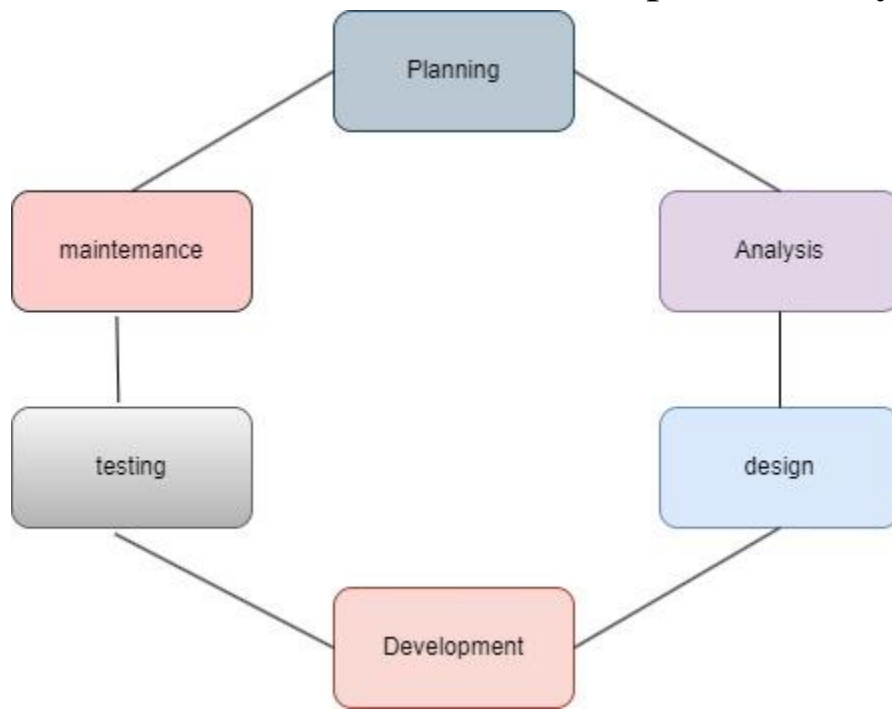 Planning
maintemance
Analysis
testing
design
Development